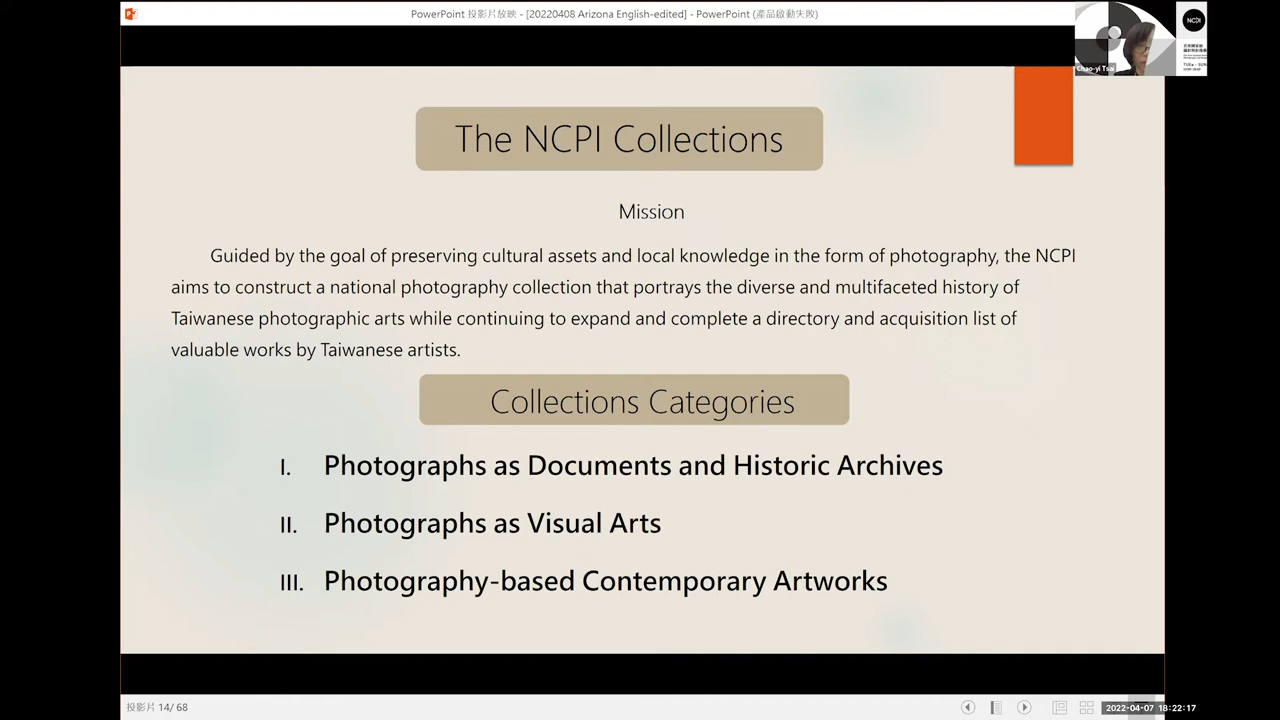 PowerPoint 投影片放映 - [20220408 Arizona English-edited] - PowerPoint (產品啟動失敗)
NCPI
Chao-yi Tsai
The NCPI Collections
Mission
Guided by the goal of preserving cultural assets and local knowledge in the form of photography, the NCPI
aims to construct a national photography collection that portrays the diverse and multifaceted history of
Taiwanese photographic arts while continuing to expand and complete a directory and acquisition list of
valuable works by Taiwanese artists.
Collections Categories
I. Photographs as Documents and Historic Archives
II. Photographs as Visual Arts
III. Photography-based Contemporary Artworks
投影片 14/ 68
2022-04-07 18:22:17